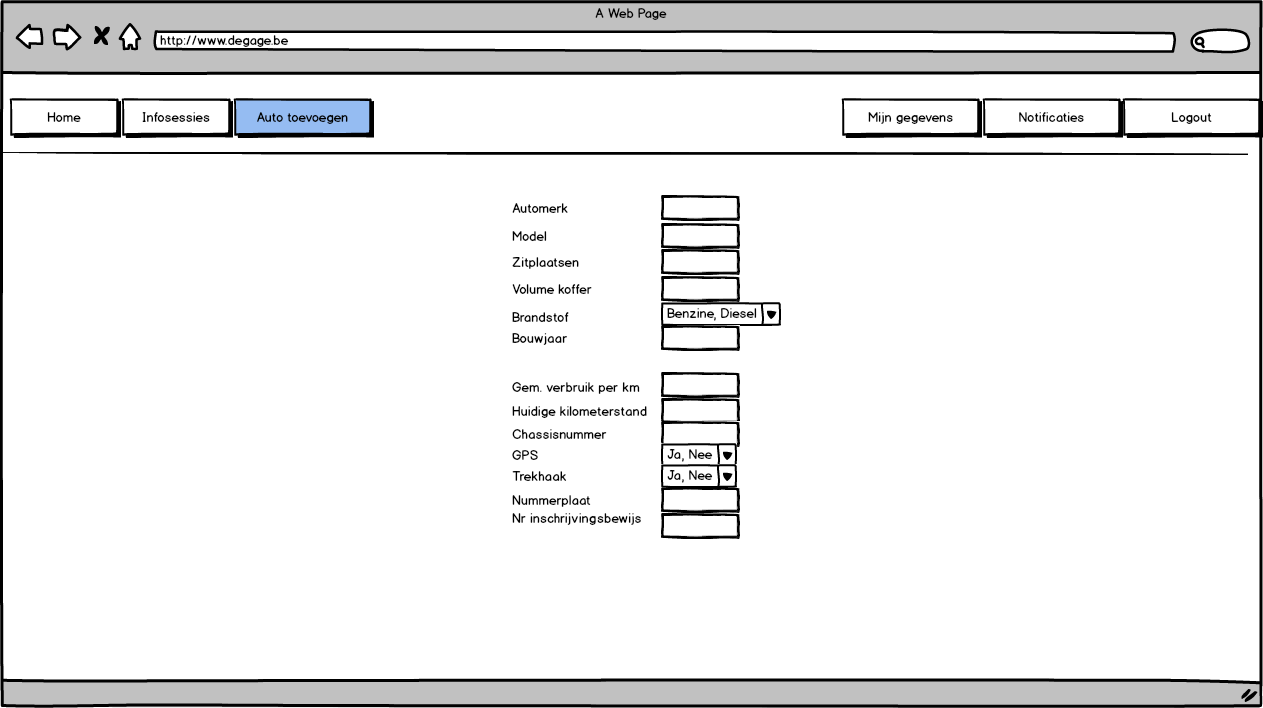 A Web Page
http://www.degage.be
Home Infosessies Auto toevoegen Mijn gegevens Notificaties Logout
Automerk
Model
Zitplaatsen
Volume koffer
Brandstof Benzine, Diesel
Bouwjaar
Gem. verbruik per km
Huidige kilometerstand
Chassisnummer
GPS Ja, Nee
Trekhaak Ja, Nee
Nummerplaat
Nr inschrijvingsbewijs